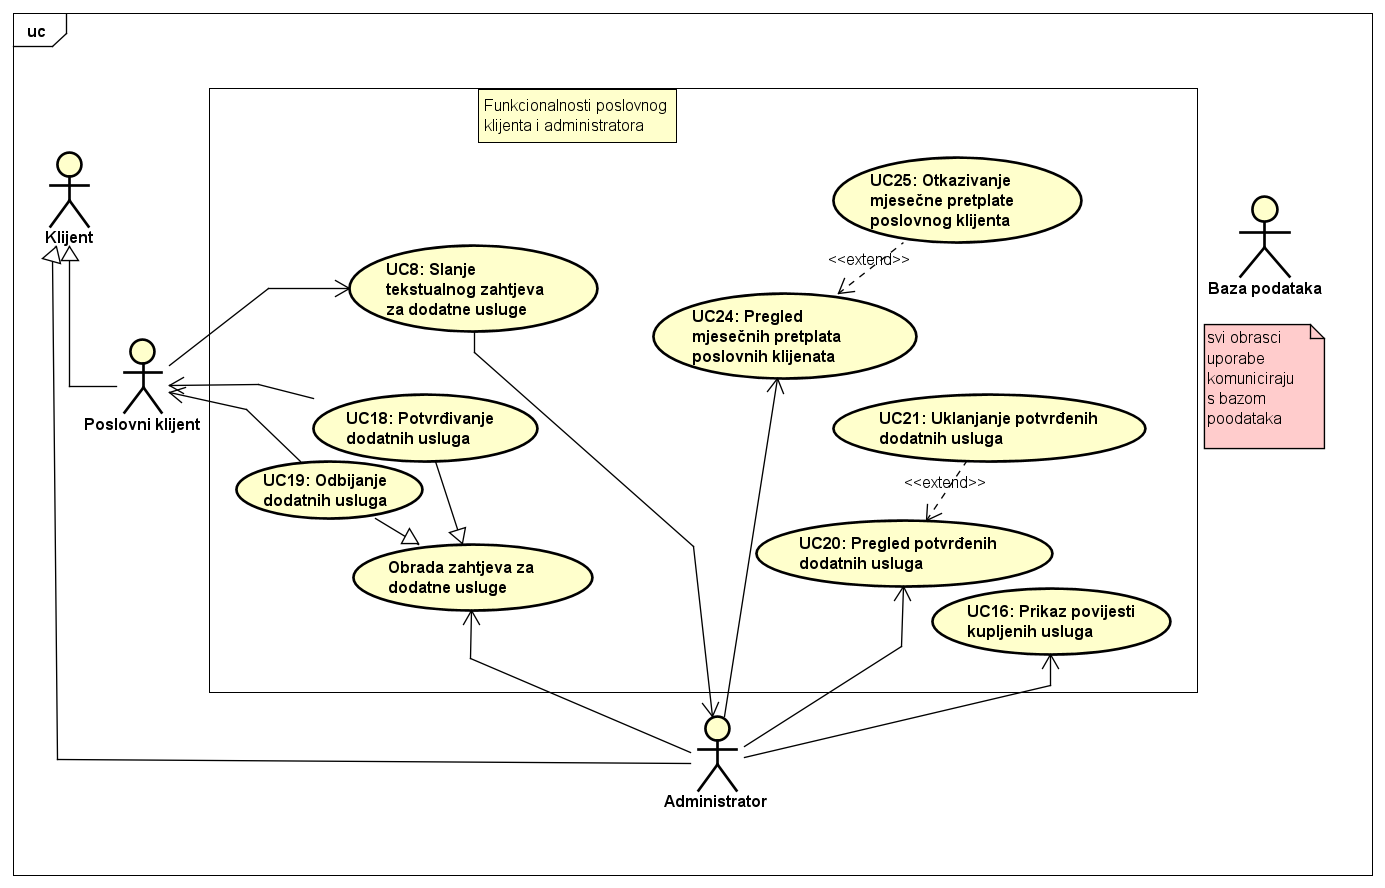 uc
Funkcionalnosti poslovnog
klijenta i administratora
Klijent
UC25: Otkazivanje
mjesečne pretplate
poslovnog klijenta
<<extend>>
UC8: Slanje
tekstualnog zahtjeva
za dodatne usluge
Baza podataka
UC24: Pregled
mjesečnih pretplata
poslovnih klijenata
svi obrasci
uporabe
komuniciraju
s bazom
poodataka
Poslovni klijent
UC18: Potvrđivanje
dodatnih usluga
UC21: Uklanjanje potvrđenih
dodatnih usluga
UC19: Odbijanje
dodatnih usluga
<<extend>>
UC20: Pregled potvrđenih
dodatnih usluga
Obrada zahtjeva za
dodatne usluge
UC16: Prikaz povijesti
kupljenih usluga
Administrator